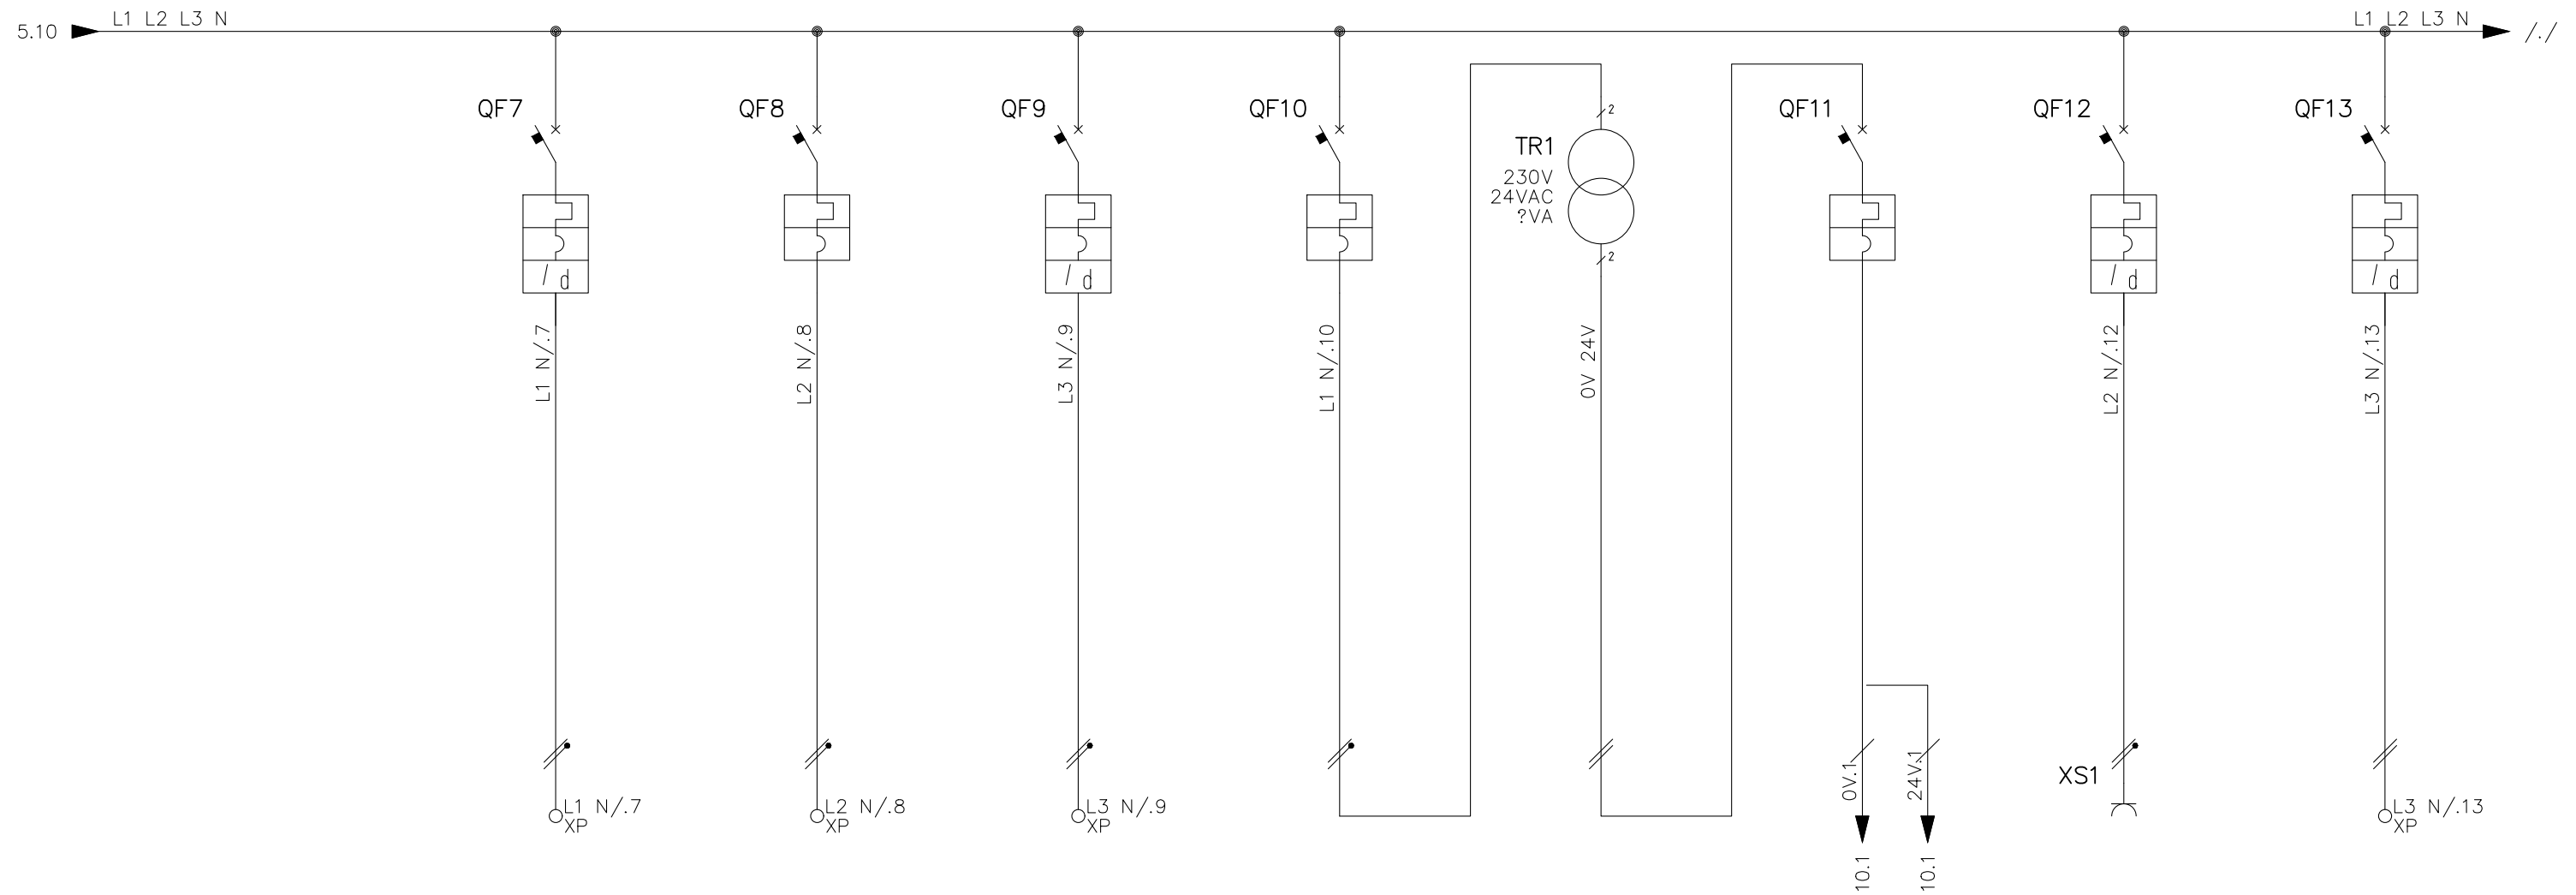 L1 L2 L3 N
L1 L2 L3 N
5.10
/./
QF7
QF8
QF9
QF10
QF11
QF12
QF13
2
TR1
230V
24VAC
?VA
2
/ d
/ d
/ d
/ d
L1 N/.7
L2 N/.8
L3 N/.9
L1 N/.10
0V 24V
L2 N/.12
L3 N/.13
0V.1
24V.1
XS1
L1 N/.7
XP
L2 N/.8
XP
L3 N/.9
XP
L3 N/.13
XP
10.1
10.1